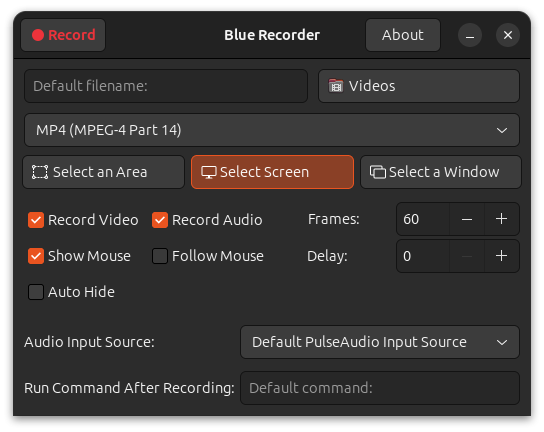 Record Blue Recorder About
Default filename: Videos
MP4 (MPEG-4 Part 14)
Select an Area Select Screen Select a Window
Record Video Record Audio Frames: 60
Show Mouse Follow Mouse Delay: 0
Auto Hide
Audio Input Source: Default PulseAudio Input Source
Run Command After Recording: Default command: